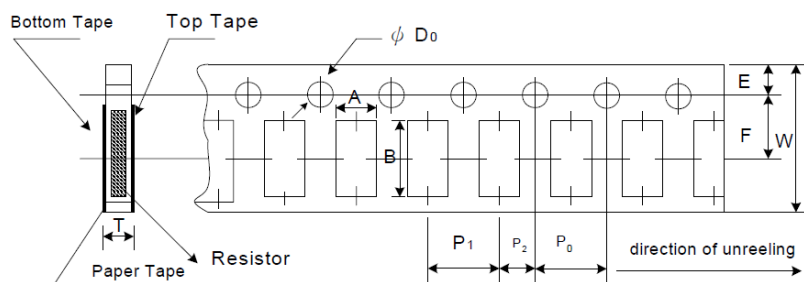 Bottom Tape
Top Tape
ϕ D₀
A
E
B
F
W
T
P₁
P₂
P₀
Resistor
Paper Tape
direction of unreeling